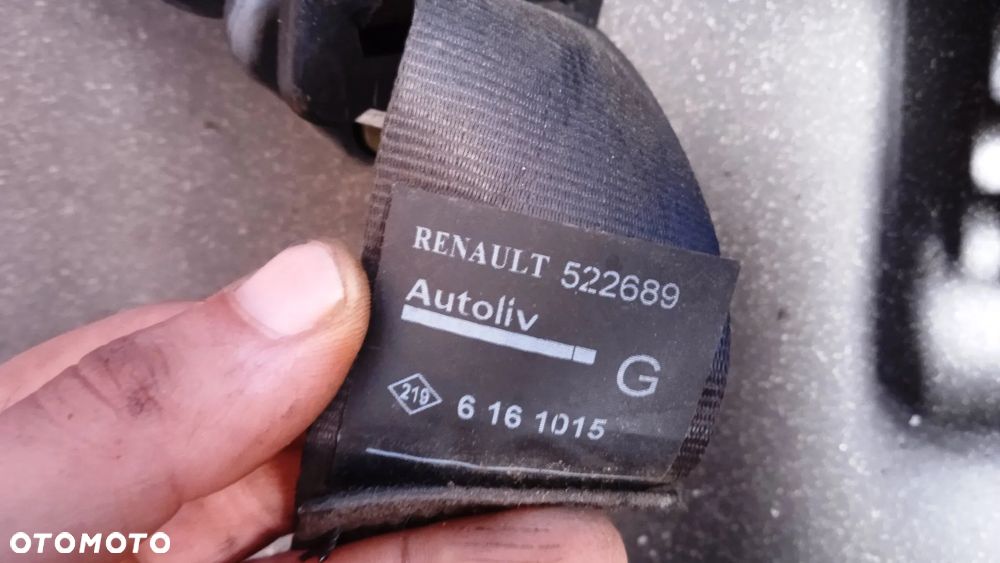 RENAULT 522689
Autoliv
G
219 6 16 1015
OTOMOTO